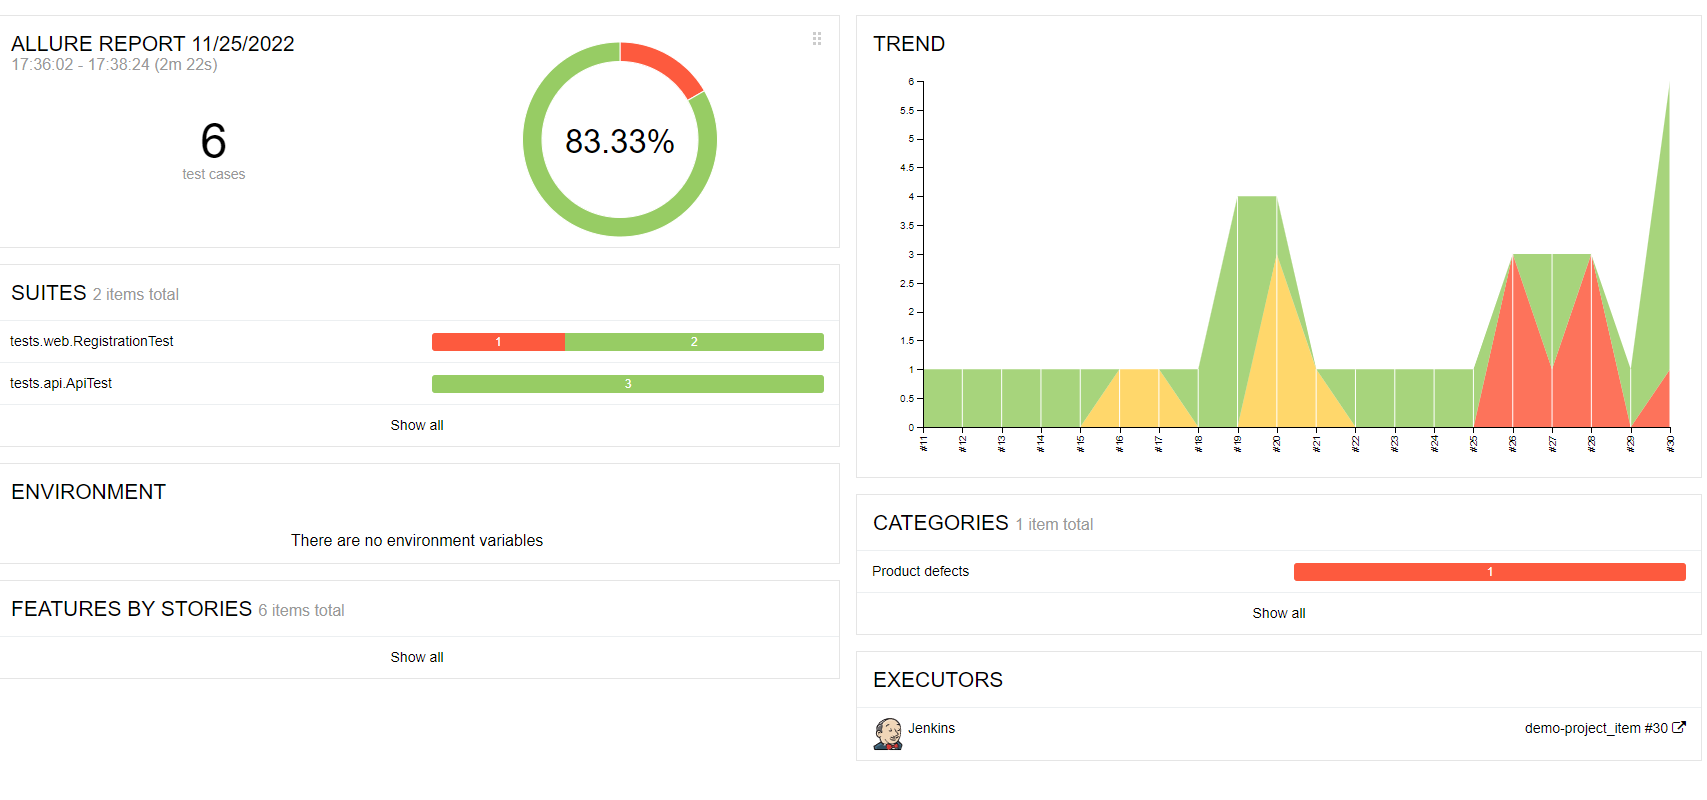 ALLURE REPORT 11/25/2022
17:36:02 - 17:38:24 (2m 22s)
6
test cases
83.33%
SUITES 2 items total
tests.web.RegistrationTest 1 2
tests.api.ApiTest 3
Show all
ENVIRONMENT
There are no environment variables
FEATURES BY STORIES 6 items total
Show all
TREND
6
5.5
5
4.5
4
3.5
3
2.5
2
1.5
1
0.5
0
#11 #12 #13 #14 #15 #16 #17 #18 #19 #20 #21 #22 #23 #24 #25 #26 #27 #28 #29 #30
CATEGORIES 1 item total
Product defects 1
Show all
EXECUTORS
Jenkins demo-project_item #30